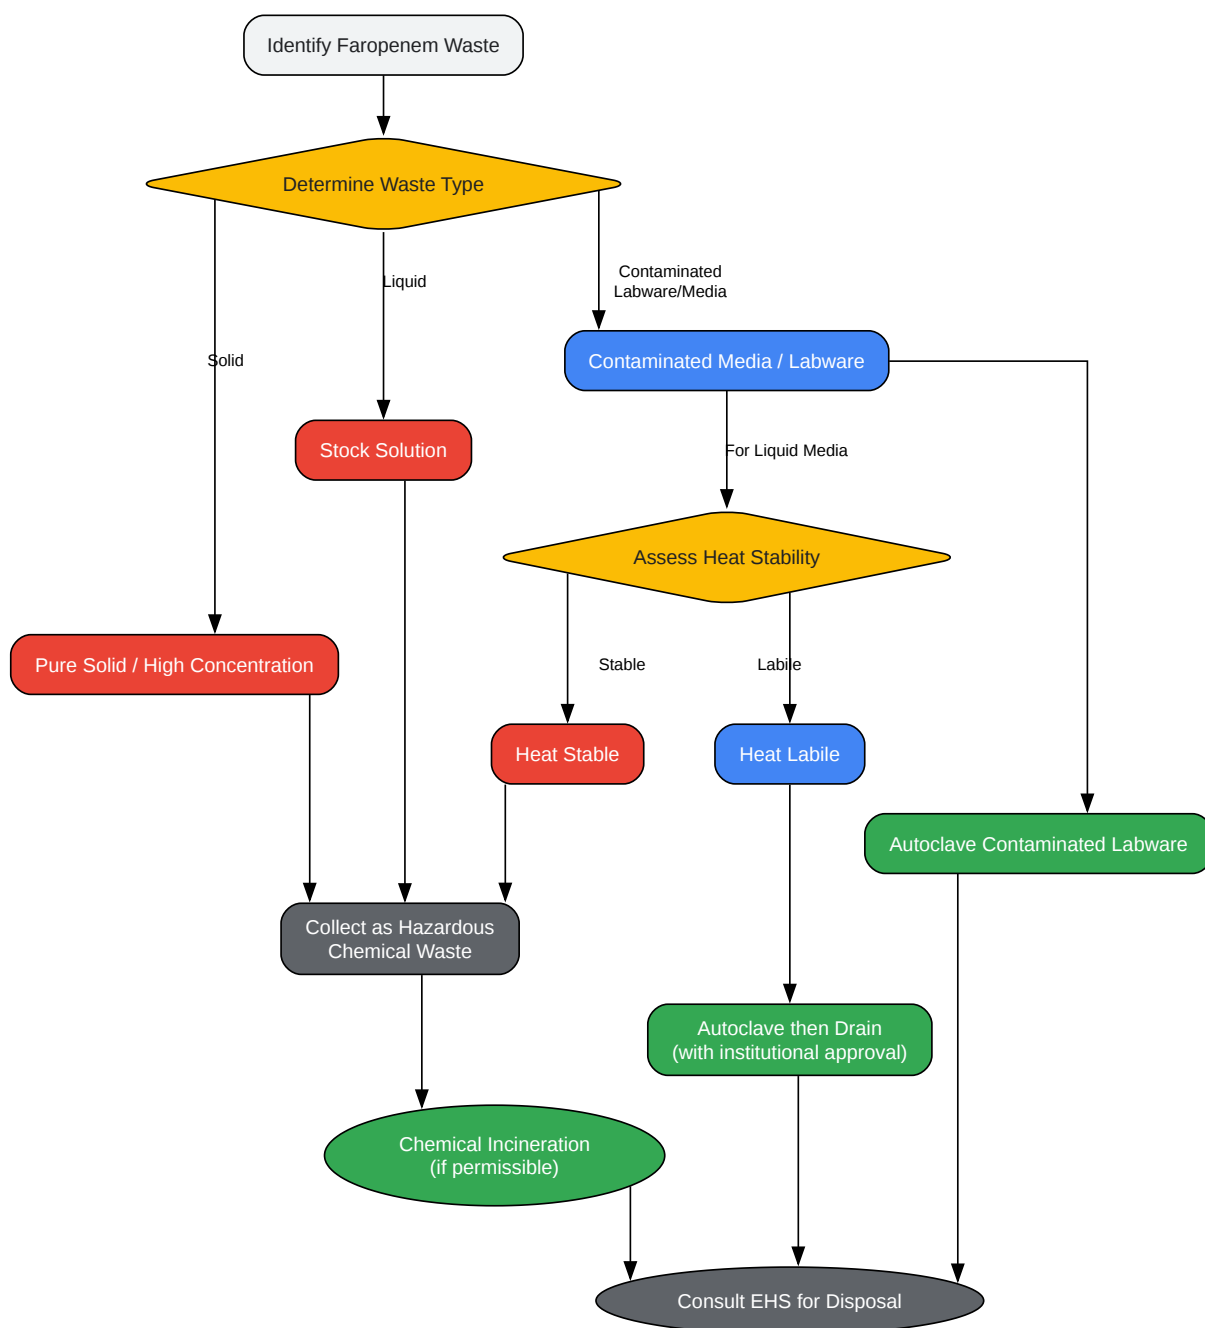 Identify Faropenem Waste
Determine Waste Type
Liquid
Contaminated
Labware/Media
Solid
Contaminated Media / Labware
Stock Solution
For Liquid Media
Assess Heat Stability
Pure Solid / High Concentration
Stable
Labile
Heat Stable
Heat Labile
Autoclave Contaminated Labware
Collect as Hazardous
Chemical Waste
Autoclave then Drain
(with institutional approval)
Chemical Incineration
(if permissible)
Consult EHS for Disposal